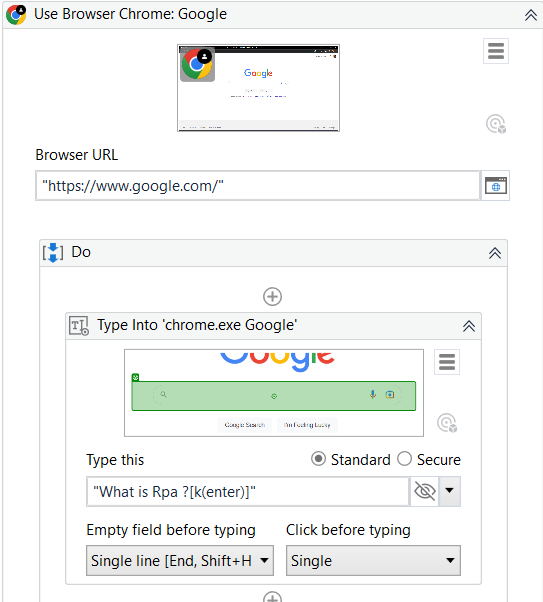 Use Browser Chrome: Google
Google
Browser URL
"https://www.google.com/"
Do
Type Into 'chrome.exe Google'
Google
Google Search I'm Feeling Lucky
Type this Standard Secure
"What is Rpa ?[k(enter)]"
Empty field before typing Click before typing
Single line [End, Shift+H Single